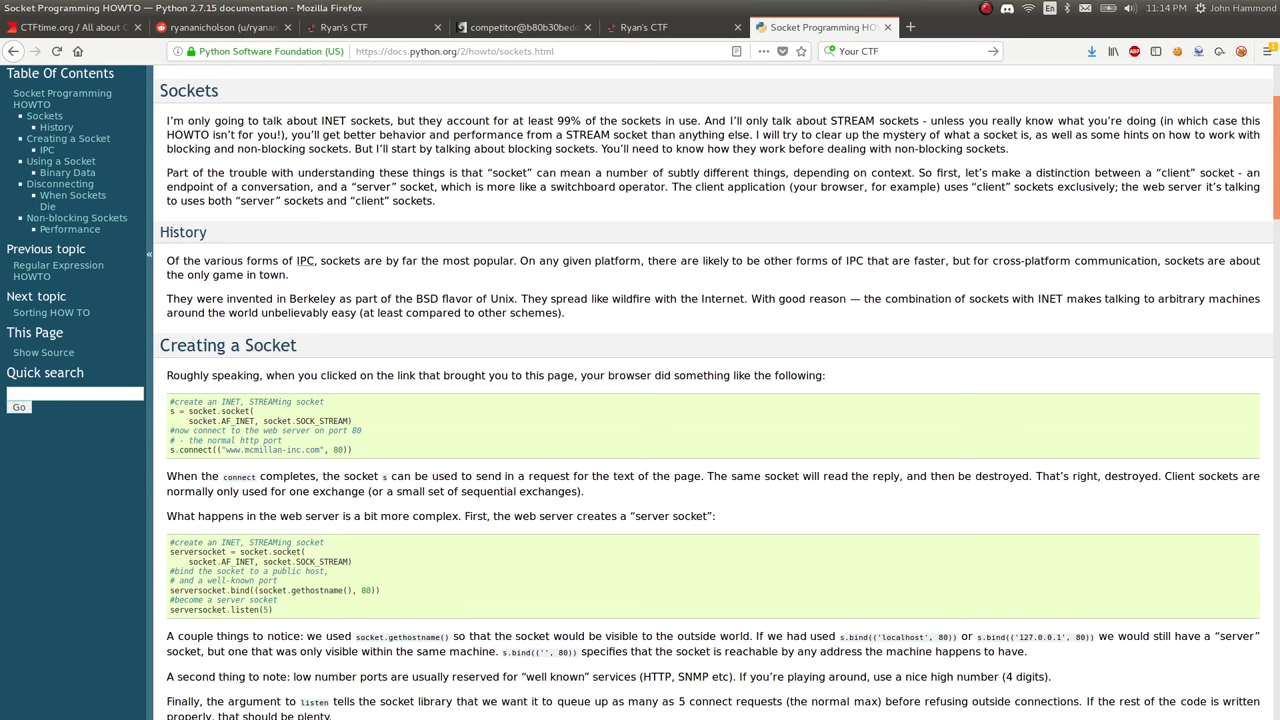 Socket Programming HOWTO — Python 2.7.15 documentation - Mozilla Firefox
En
11:14 PM
John Hammond
CTFtime.org / All about C
ryananicholson (u/ryanan
Ryan's CTF
competitor@b80b30bedd
Ryan's CTF
Socket Programming HOW
Python Software Foundation (US)
https://docs.python.org/2/howto/sockets.html
Your CTF
ABP
Table Of Contents
Socket Programming
HOWTO
Sockets
History
Creating a Socket
IPC
Using a Socket
Binary Data
Disconnecting
When Sockets
Die
Non-blocking Sockets
Performance
Previous topic
Regular Expression
HOWTO
Next topic
Sorting HOW TO
This Page
Show Source
Quick search
Go
«
Sockets
I’m only going to talk about INET sockets, but they account for at least 99% of the sockets in use. And I’ll only talk about STREAM sockets - unless you really know what you’re doing (in which case this
HOWTO isn’t for you!), you’ll get better behavior and performance from a STREAM socket than anything else. I will try to clear up the mystery of what a socket is, as well as some hints on how to work with
blocking and non-blocking sockets. But I’ll start by talking about blocking sockets. You’ll need to know how they work before dealing with non-blocking sockets.
Part of the trouble with understanding these things is that “socket” can mean a number of subtly different things, depending on context. So first, let’s make a distinction between a “client” socket - an
endpoint of a conversation, and a “server” socket, which is more like a switchboard operator. The client application (your browser, for example) uses “client” sockets exclusively; the web server it’s talking
to uses both “server” sockets and “client” sockets.
History
Of the various forms of IPC, sockets are by far the most popular. On any given platform, there are likely to be other forms of IPC that are faster, but for cross-platform communication, sockets are about
the only game in town.
They were invented in Berkeley as part of the BSD flavor of Unix. They spread like wildfire with the Internet. With good reason — the combination of sockets with INET makes talking to arbitrary machines
around the world unbelievably easy (at least compared to other schemes).
Creating a Socket
Roughly speaking, when you clicked on the link that brought you to this page, your browser did something like the following:
#create an INET, STREAMing socket
s = socket.socket(
    socket.AF_INET, socket.SOCK_STREAM)
#now connect to the web server on port 80
# - the normal http port
s.connect(("www.mcmillan-inc.com", 80))
When the connect completes, the socket s can be used to send in a request for the text of the page. The same socket will read the reply, and then be destroyed. That’s right, destroyed. Client sockets are
normally only used for one exchange (or a small set of sequential exchanges).
What happens in the web server is a bit more complex. First, the web server creates a “server socket”:
#create an INET, STREAMing socket
serversocket = socket.socket(
    socket.AF_INET, socket.SOCK_STREAM)
#bind the socket to a public host,
# and a well-known port
serversocket.bind((socket.gethostname(), 80))
#become a server socket
serversocket.listen(5)
A couple things to notice: we used socket.gethostname() so that the socket would be visible to the outside world. If we had used s.bind(('localhost', 80)) or s.bind(('127.0.0.1', 80)) we would still have a “server”
socket, but one that was only visible within the same machine. s.bind(('', 80)) specifies that the socket is reachable by any address the machine happens to have.
A second thing to note: low number ports are usually reserved for “well known” services (HTTP, SNMP etc). If you’re playing around, use a nice high number (4 digits).
Finally, the argument to listen tells the socket library that we want it to queue up as many as 5 connect requests (the normal max) before refusing outside connections. If the rest of the code is written
properly, that should be plenty.